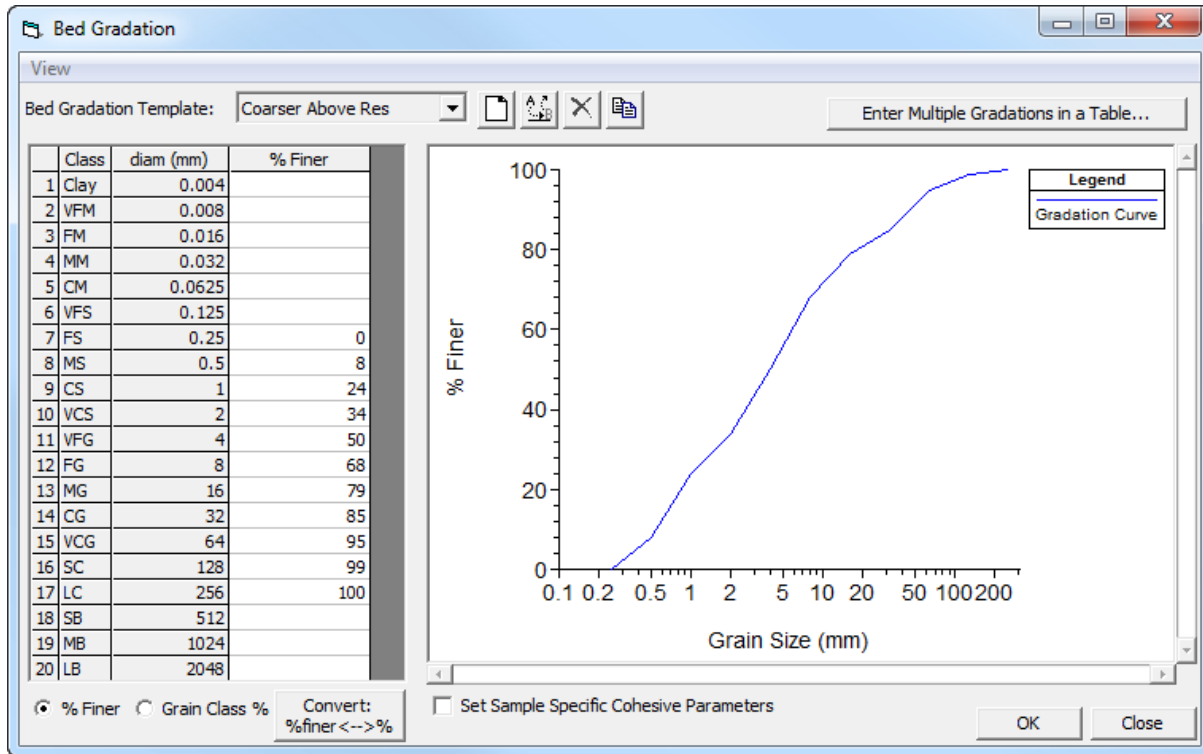 Bed Gradation
View
Bed Gradation Template: Coarser Above Res
Enter Multiple Gradations in a Table...
Class diam (mm) % Finer
1 Clay 0.004
2 VFM 0.008
3 FM 0.016
4 MM 0.032
5 CM 0.0625
6 VFS 0.125
7 FS 0.25 0
8 MS 0.5 8
9 CS 1 24
10 VCS 2 34
11 VFG 4 50
12 FG 8 68
13 MG 16 79
14 CG 32 85
15 VCG 64 95
16 SC 128 99
17 LC 256 100
18 SB 512
19 MB 1024
20 LB 2048
% Finer
100
80
60
40
20
0
0.1 0.2 0.5 1 2 5 10 20 50 100 200
Grain Size (mm)
Legend
Gradation Curve
% Finer Grain Class %
Convert:
%finer<-->%
Set Sample Specific Cohesive Parameters
OK Close